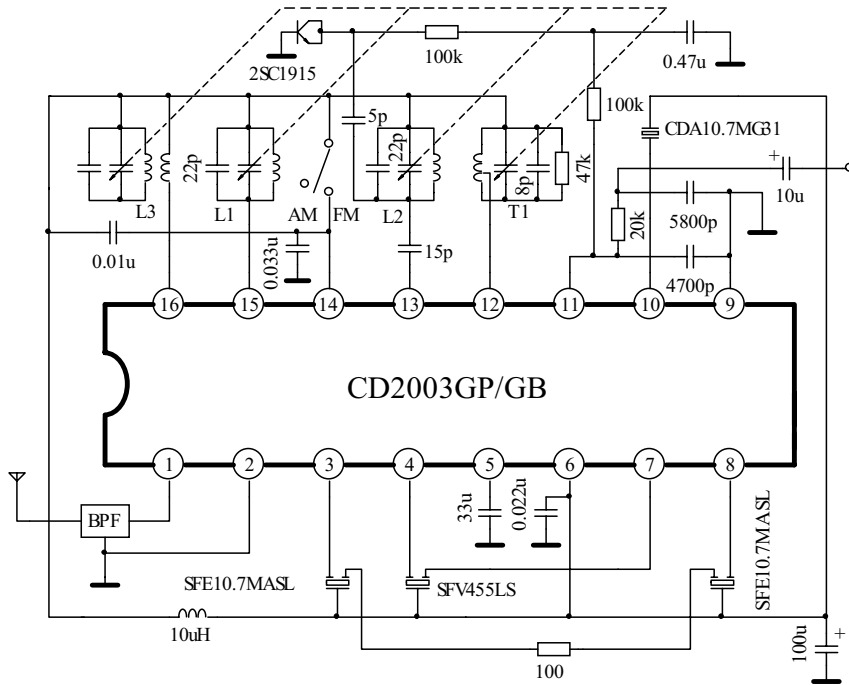 2SC1915
100k
0.47u
100k
CDA10.7MG31
5p
22p
22p
8p
47k
+
10u
20k
5800p
4700p
L3
L1
AM
FM
L2
T1
0.01u
0.033u
15p
16
15
14
13
12
11
10
9
CD2003GP/GB
1
2
3
4
5
6
7
8
BPF
33u
0.022u
SFE10.7MASL
SFV455LS
SFE10.7MASL
10uH
100
100u
+